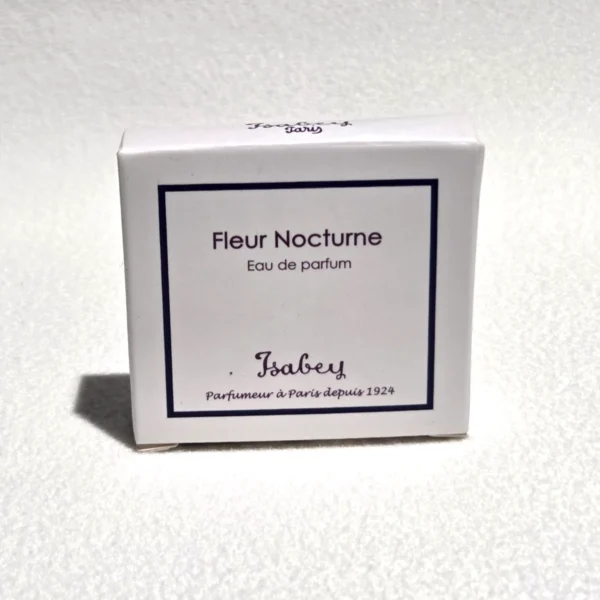 Isabey
Paris
Fleur Nocturne
Eau de parfum
Isabey
Parfumeur à Paris depuis 1924